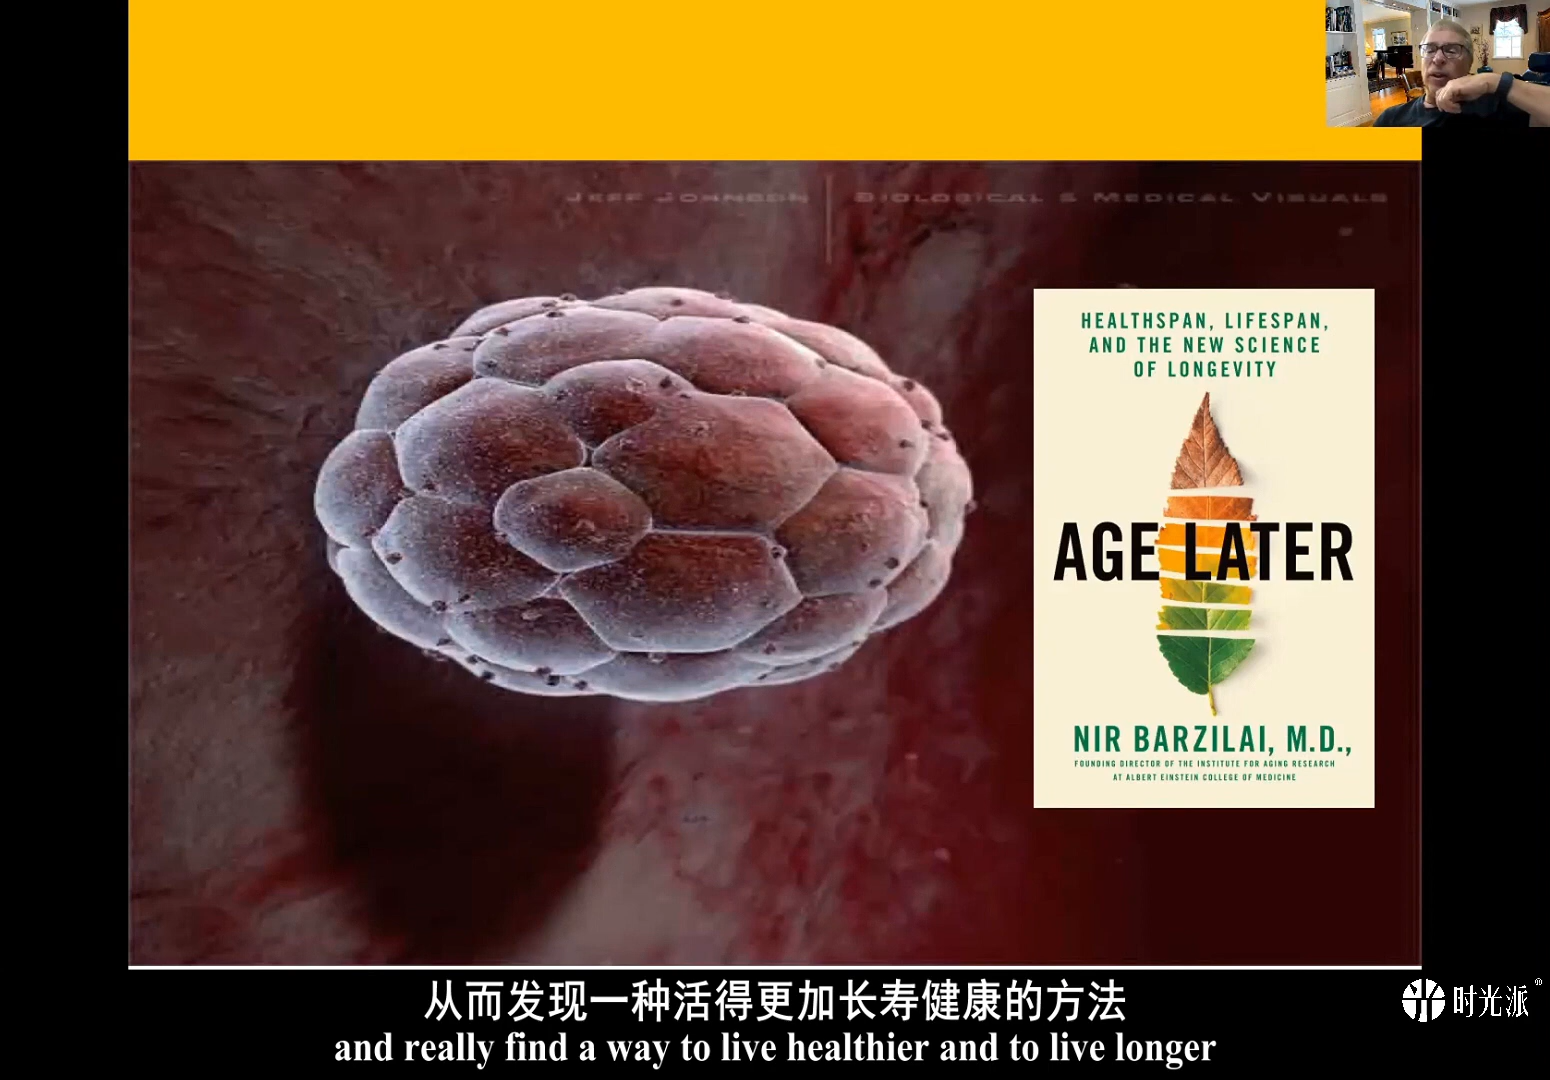 JEFF JOHNSON | BIOLOGICAL & MEDICAL VISUALS
HEALTHSPAN, LIFESPAN,
AND THE NEW SCIENCE
OF LONGEVITY
AGE LATER
NIR BARZILAI, M.D.,
FOUNDING DIRECTOR OF THE INSTITUTE FOR AGING RESEARCH
AT ALBERT EINSTEIN COLLEGE OF MEDICINE
从而发现一种活得更加长寿健康的方法
and really find a way to live healthier and to live longer
时光派®